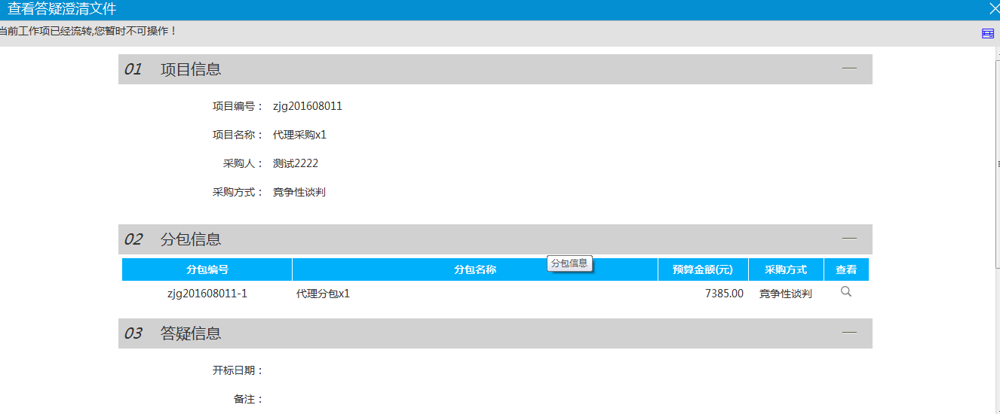 查看答疑澄清文件
当前工作项已经流转,您暂时不可操作！
01 项目信息
项目编号： zjg201608011
项目名称： 代理采购x1
采购人： 测试2222
采购方式： 竞争性谈判
02 分包信息
分包信息
分包编号 分包名称 预算金额(元) 采购方式 查看
zjg201608011-1 代理分包x1 7385.00 竞争性谈判
03 答疑信息
开标日期：
备注：